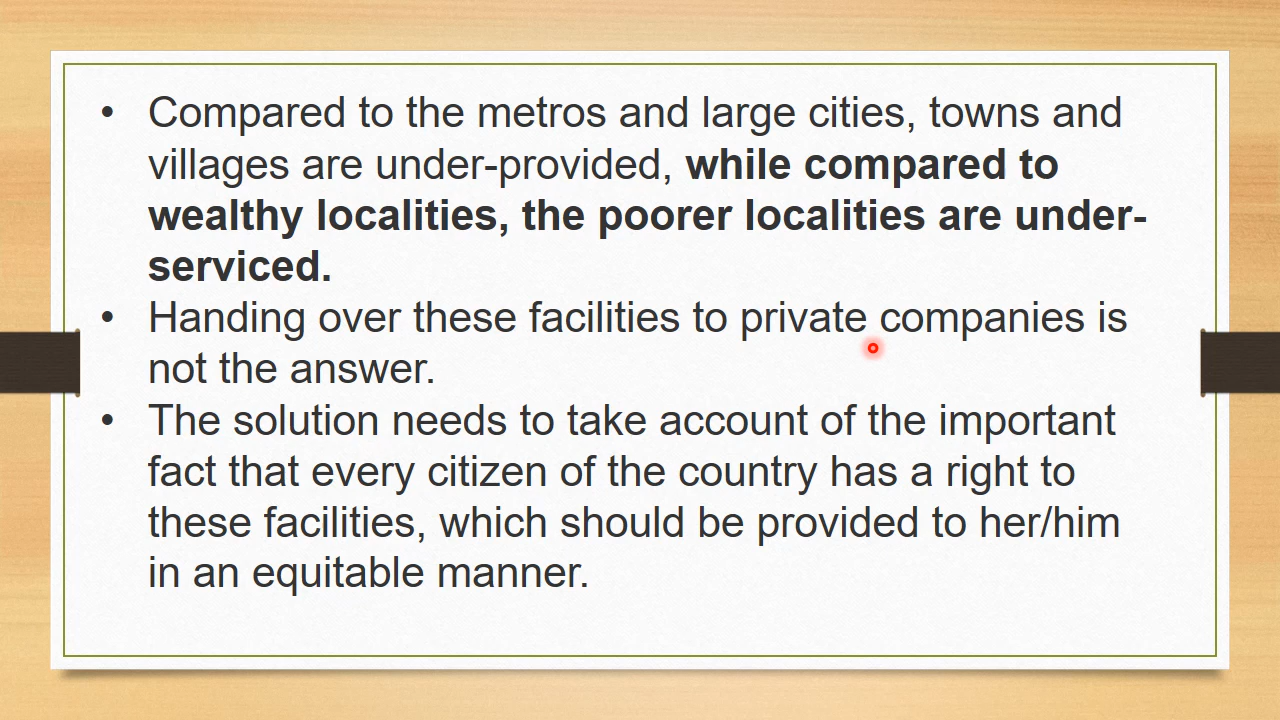 • Compared to the metros and large cities, towns and
villages are under-provided, while compared to
wealthy localities, the poorer localities are under-
serviced.
• Handing over these facilities to private companies is
not the answer.
• The solution needs to take account of the important
fact that every citizen of the country has a right to
these facilities, which should be provided to her/him
in an equitable manner.